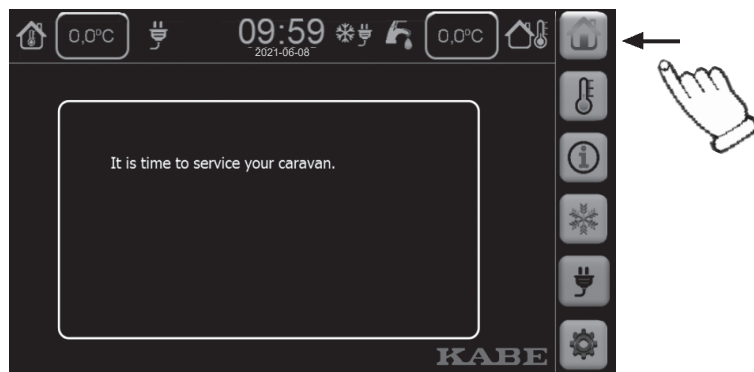 0,0°C
09:59
2021-06-08
0,0°C
It is time to service your caravan.
KABE